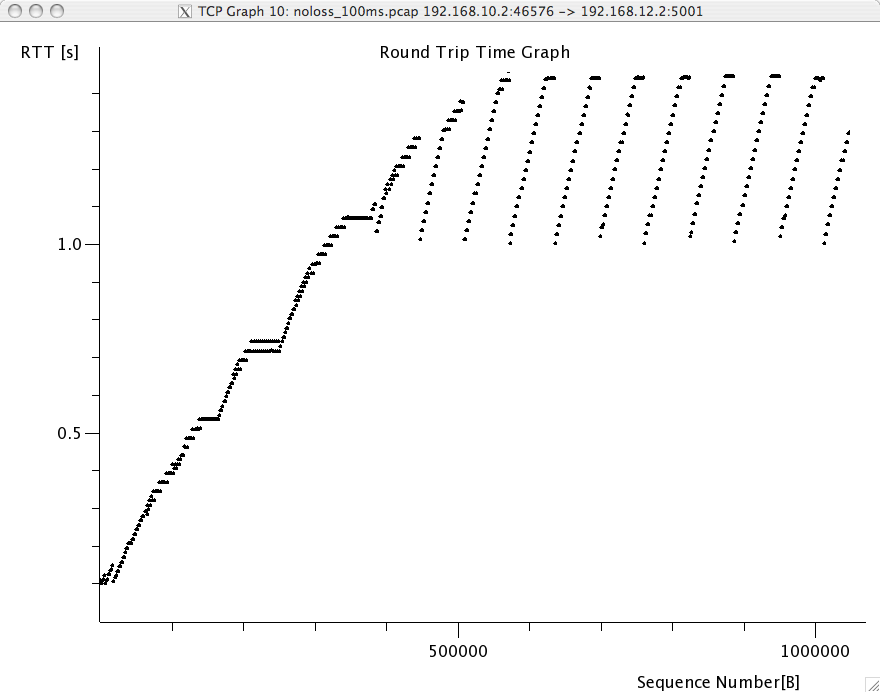 TCP Graph 10: noloss_100ms.pcap 192.168.10.2:46576 -> 192.168.12.2:5001
RTT [s]
Round Trip Time Graph
1.0
0.5
500000
1000000
Sequence Number[B]